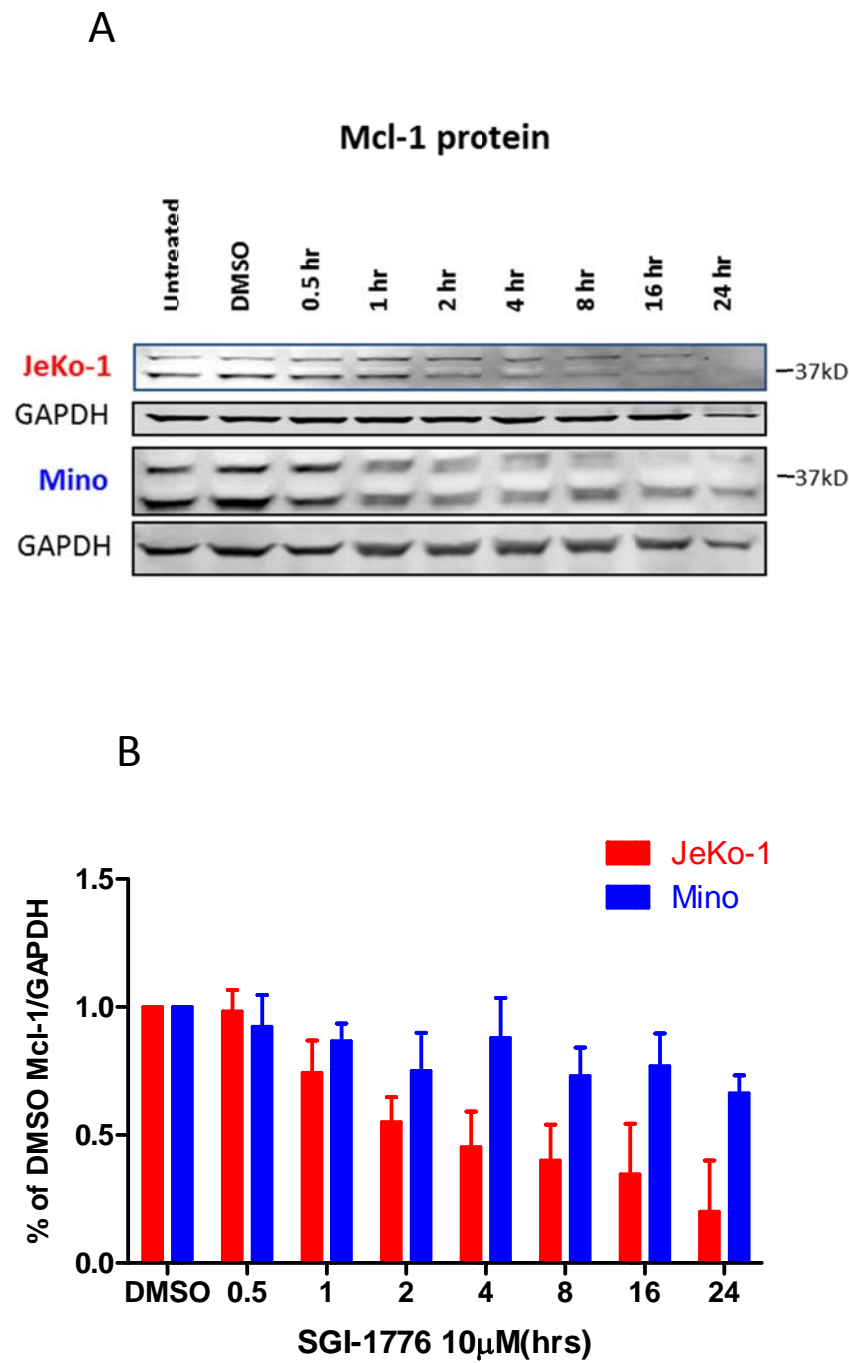 A
Mcl-1 protein
Untreated DMSO 0.5 hr 1 hr 2 hr 4 hr 8 hr 16 hr 24 hr
JeKo-1
37kD
GAPDH
Mino
37kD
GAPDH
B
JeKo-1
Mino
% of DMSO Mcl-1/GAPDH
1.5
1.0
0.5
0.0
DMSO 0.5 1 2 4 8 16 24
SGI-1776 10μM(hrs)